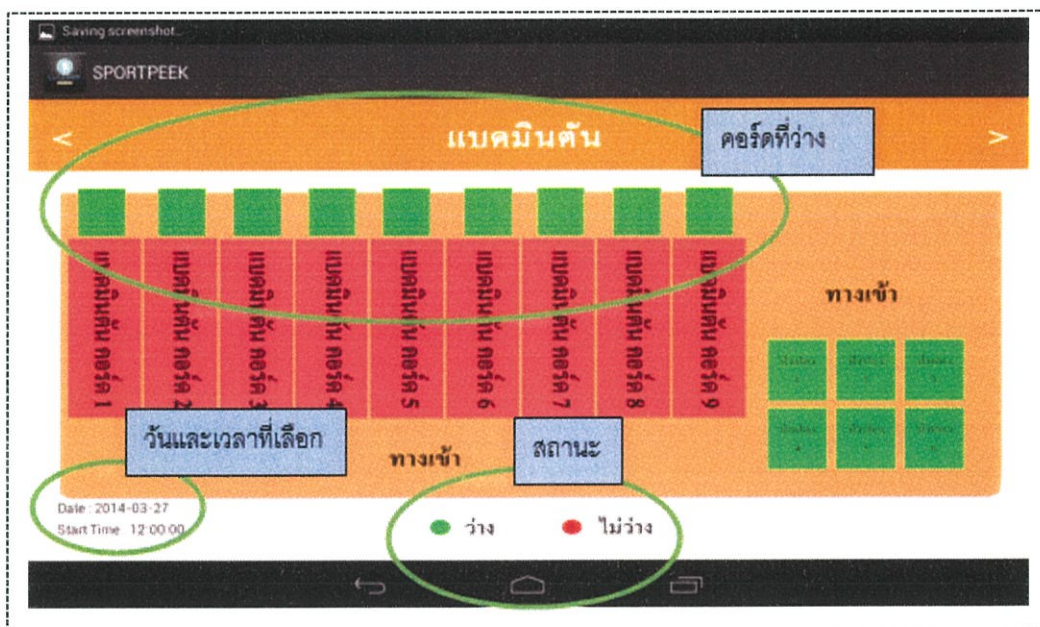 Saving screenshot...
SPORTPEEK
<
แบดมินตัน
คอร์ดที่ว่าง
>
แบดมินตัน คอร์ด 1
แบดมินตัน คอร์ด 2
แบดมินตัน คอร์ด 3
แบดมินตัน คอร์ด 4
แบดมินตัน คอร์ด 5
แบดมินตัน คอร์ด 6
แบดมินตัน คอร์ด 7
แบดมินตัน คอร์ด 8
แบดมินตัน คอร์ด 9
ทางเข้า
วันและเวลาที่เลือก
ทางเข้า
สถานะ
Date : 2014-03-27
Start Time 12:00:00
ว่าง
ไม่ว่าง